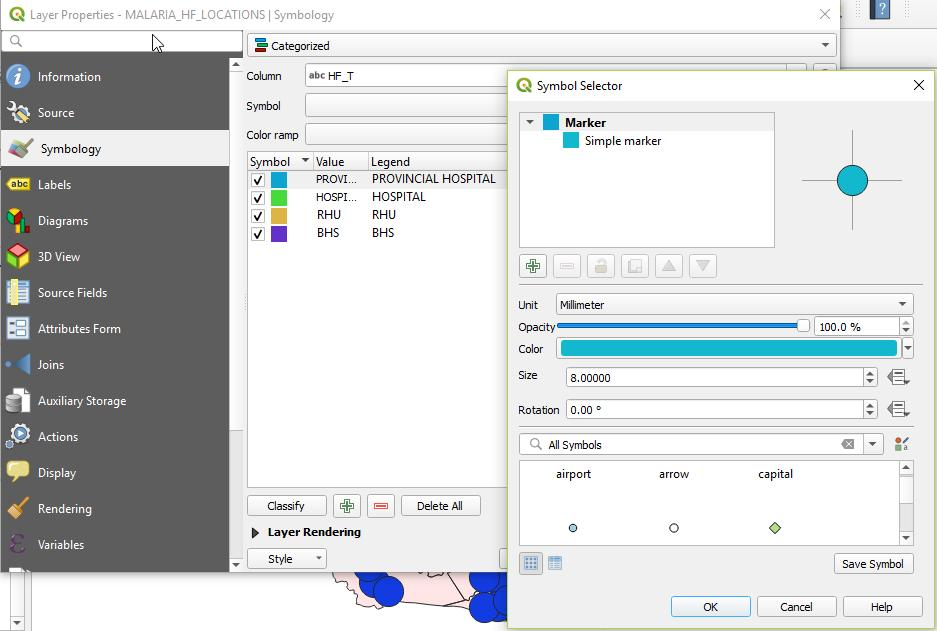 Layer Properties - MALARIA_HF_LOCATIONS | Symbology
?
Categorized
Column
abc HF_T
Symbol
Color ramp
Symbol Value Legend
PROVI... PROVINCIAL HOSPITAL
HOSPI... HOSPITAL
RHU RHU
BHS BHS
Classify
Delete All
Layer Rendering
Style
Information
Source
Symbology
abc Labels
Diagrams
3D View
Source Fields
Attributes Form
Joins
Auxiliary Storage
Actions
Display
Rendering
Variables
Symbol Selector
Marker
Simple marker
Unit Millimeter
Opacity 100.0 %
Color
Size 8.00000
Rotation 0.00 °
All Symbols
airport arrow capital
Save Symbol
OK Cancel Help